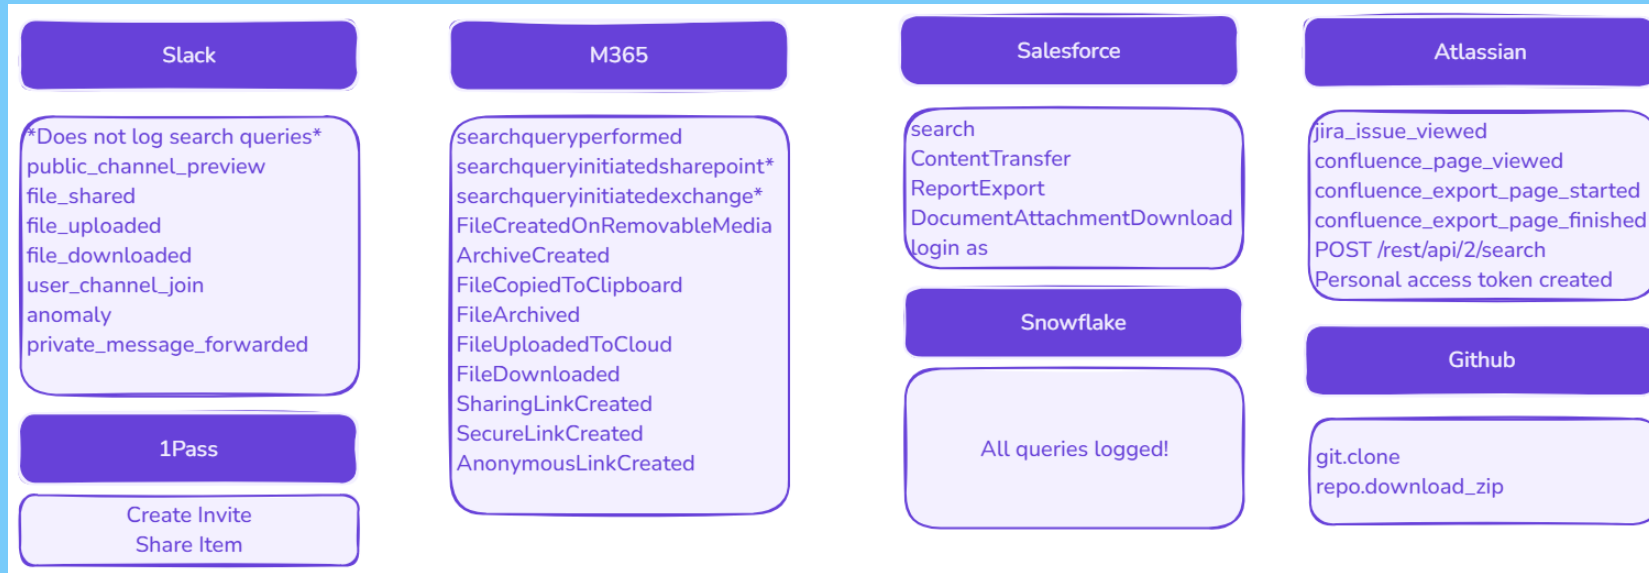 Slack
*Does not log search queries*
public_channel_preview
file_shared
file_uploaded
file_downloaded
user_channel_join
anomaly
private_message_forwarded
1Pass
Create Invite
Share Item
M365
searchqueryperformed
searchqueryinitiatedsharepoint*
searchqueryinitiatedexchange*
FileCreatedOnRemovableMedia
ArchiveCreated
FileCopiedToClipboard
FileArchived
FileUploadedToCloud
FileDownloaded
SharingLinkCreated
SecureLinkCreated
AnonymousLinkCreated
Salesforce
search
ContentTransfer
ReportExport
DocumentAttachmentDownload
login as
Snowflake
All queries logged!
Atlassian
jira_issue_viewed
confluence_page_viewed
confluence_export_page_started
confluence_export_page_finished
POST /rest/api/2/search
Personal access token created
Github
git.clone
repo.download_zip